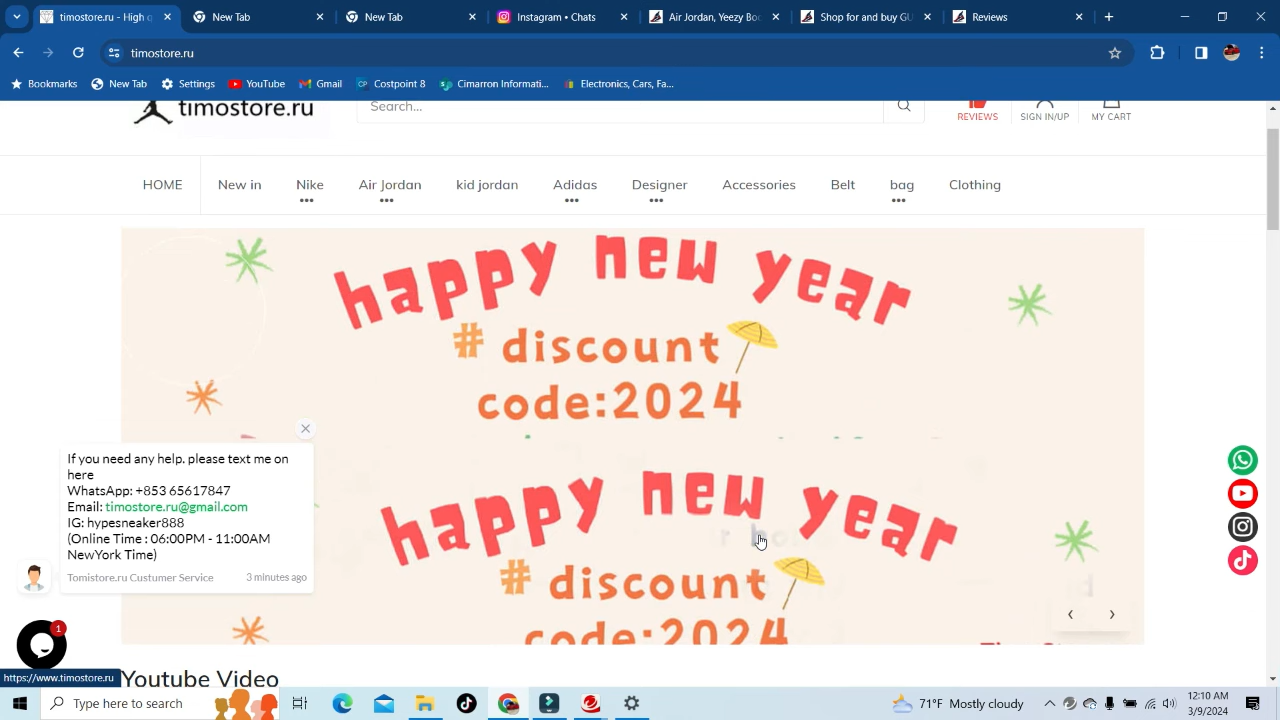 High q
New Tab
New Tab
Instagram • Chats
Air Jordan, Yeezy Boo
Shop for and buy GU
REVIEWS
timostore.ru
Bookmarks
New Tab
Settings
YouTube
Gmail
Costpoint 8
Cimarron Informati...
Electronics, Cars, Fa...
timostore.ru
Search...
REVIEWS
SIGN IN/UP
MY CART
HOME
New in
Nike
Air Jordan
kid jordan
Adidas
Designer
Accessories
Belt
bag
Clothing
happy new year
# discount
code:2024
happy new year
# discount
code:2024
If you need any help. please text me on
here
WhatsApp: +853 65617847
Email: timostore.ru@gmail.com
IG: hypesneaker888
(Online Time : 06:00PM - 11:00AM
NewYork Time)
Tomistore.ru Custumer Service
3 minutes ago
1
https://www.timostore.ru
Youtube Video
Type here to search
71°F Mostly cloudy
12:10 AM
3/9/2024